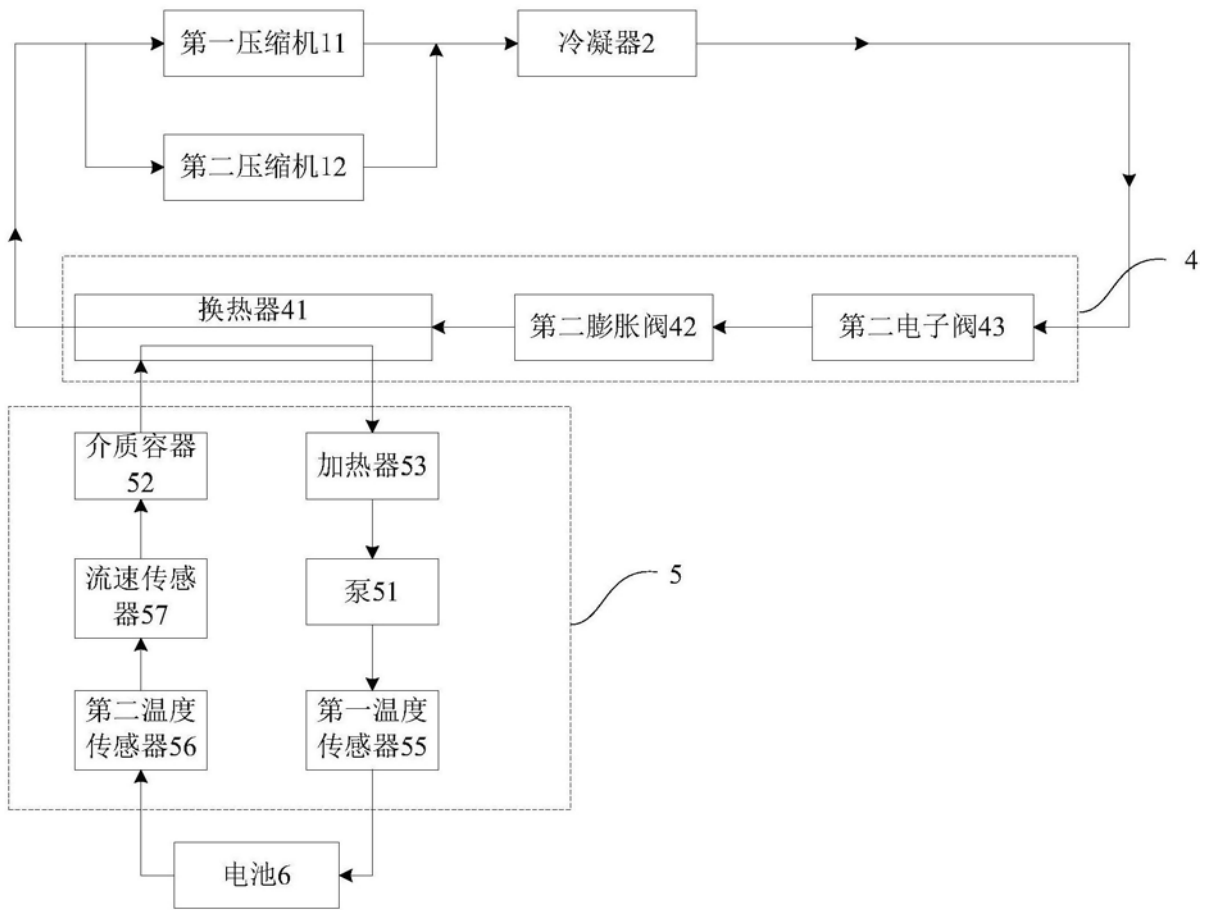 第一压缩机11
冷凝器2
第二压缩机12
4
换热器41
第二膨胀阀42
第二电子阀43
介质容器
52
加热器53
流速传感
器57
泵51
5
第二温度
传感器56
第一温度
传感器55
电池6